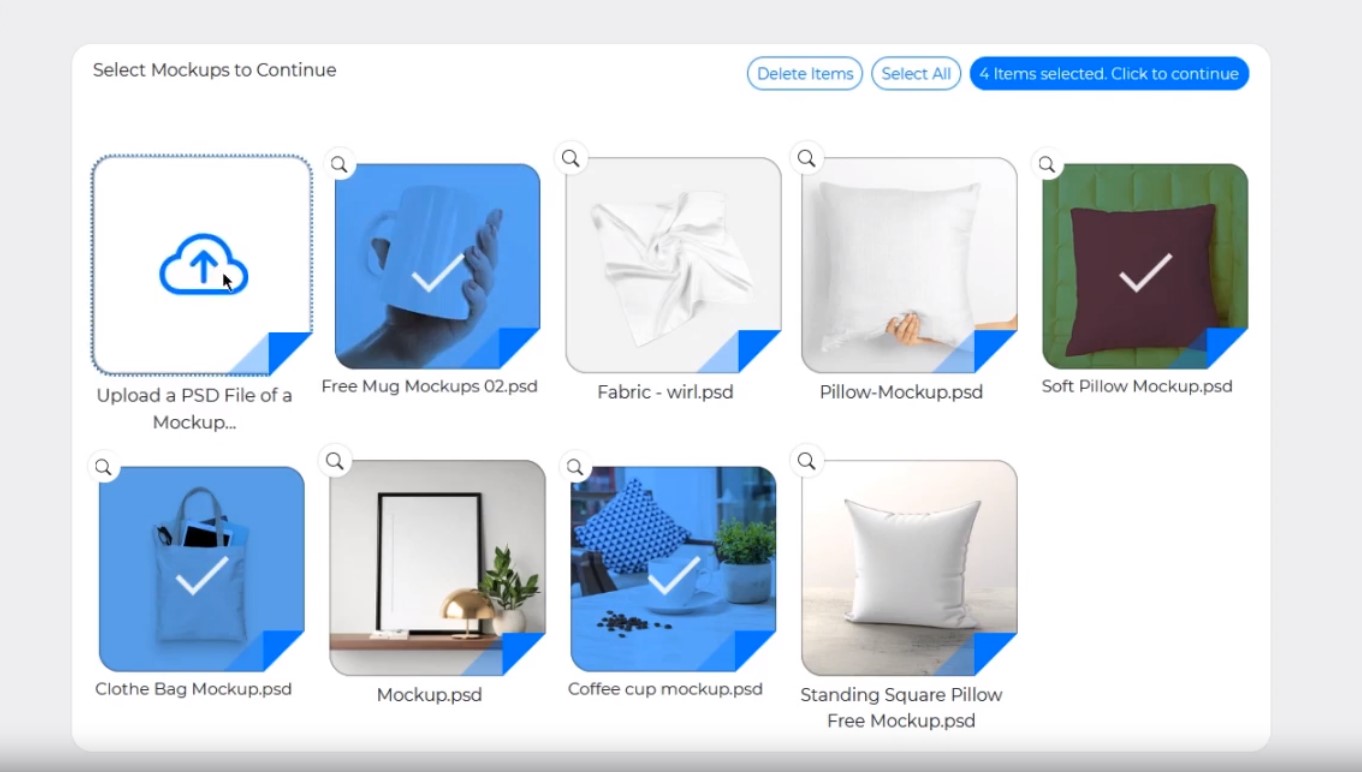 Select Mockups to Continue
Delete Items
Select All
4 Items selected. Click to continue
Upload a PSD File of a
Mockup...
Free Mug Mockups 02.psd
Fabric - wirl.psd
Pillow-Mockup.psd
Soft Pillow Mockup.psd
Clothe Bag Mockup.psd
Mockup.psd
Coffee cup mockup.psd
Standing Square Pillow
Free Mockup.psd